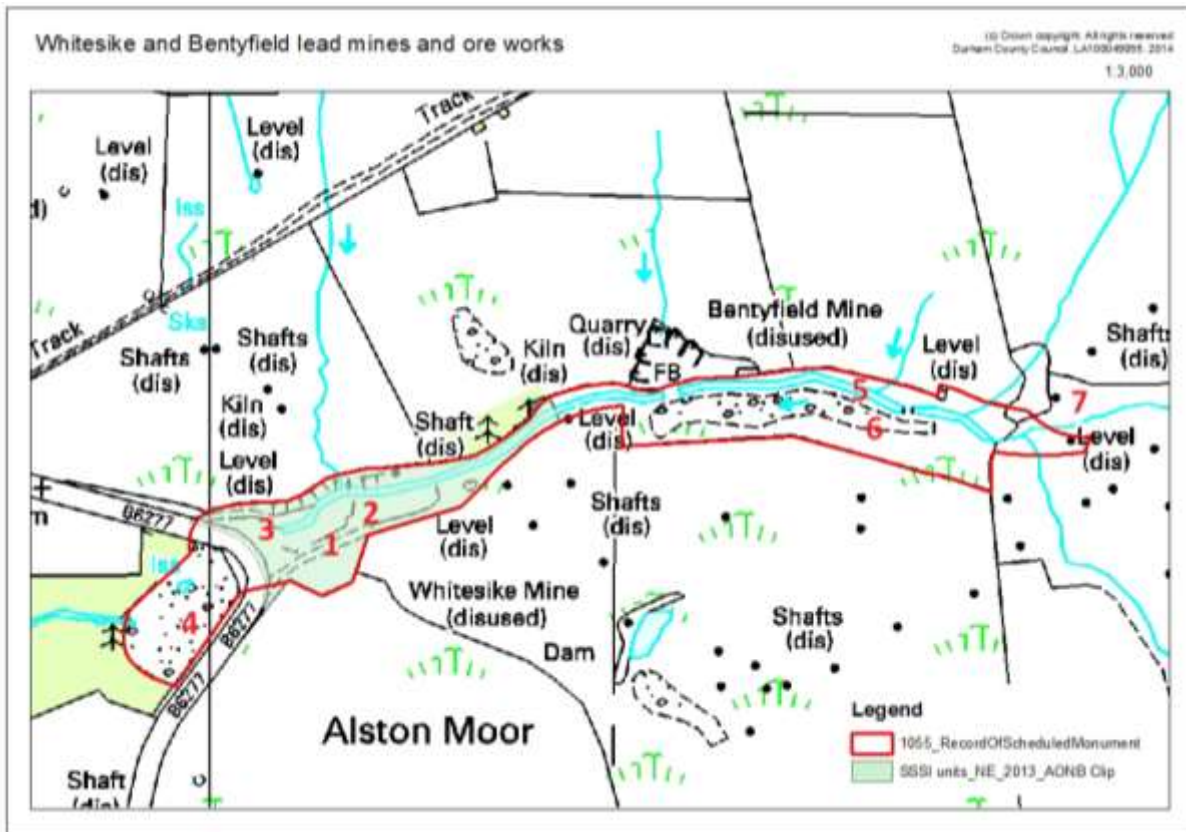 Whitesike and Bentyfield lead mines and ore works
(c) Crown copyright. All rights reserved
Durham County Council. LA100049055. 2014
1:3,000
Track
Level
(dis)
Level
(dis)
Iss
Sks
Track
Shafts
(dis)
Shafts
(dis)
Kiln
(dis)
Quarry
(dis)
FB
Bentyfield Mine
(disused)
Level
(dis)
Shafts
(dis)
5
7
6
Kiln
(dis)
Shaft
(dis)
Level
(dis)
Level
(dis)
Level
(dis)
B6277
3
2
1
Level
(dis)
Shafts
(dis)
Iss
4
B6277
B6277
Whitesike Mine
(disused)
Dam
Shafts
(dis)
Alston Moor
Shaft
(dis)
Legend
1055_RecordOfScheduledMonument
SSSI units_NE_2013_AONB Clip